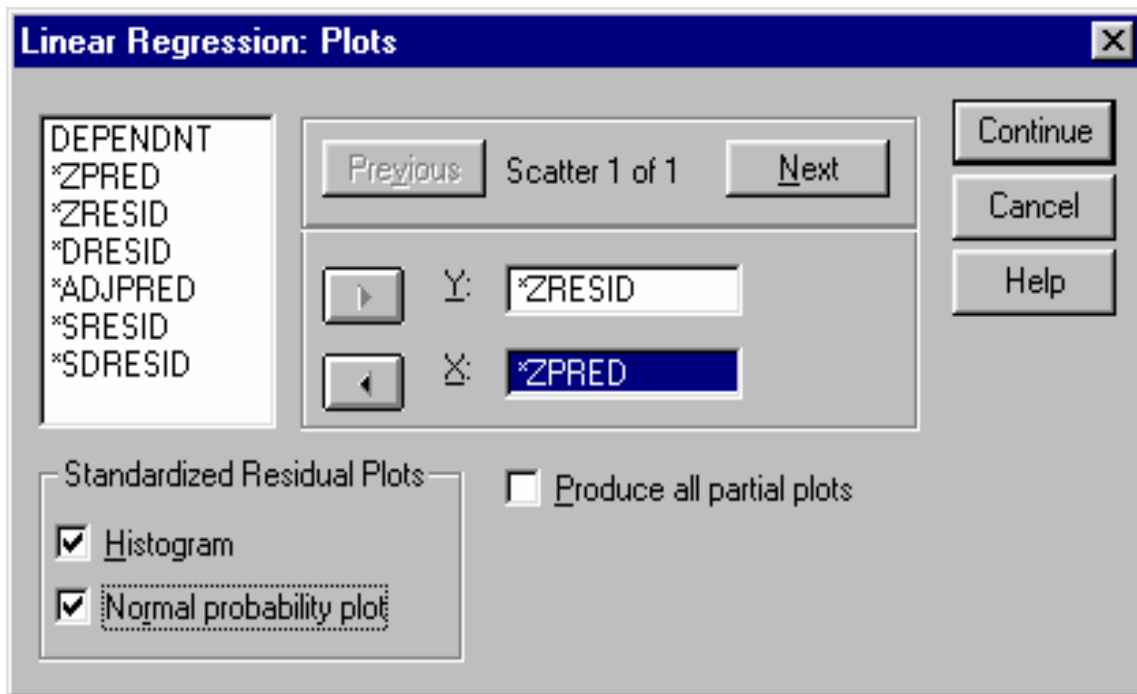 Linear Regression: Plots
DEPENDNT
*ZPRED
*ZRESID
*DRESID
*ADJPRED
*SRESID
*SDRESID
Previous Scatter 1 of 1 Next
Y: *ZRESID
X: *ZPRED
Continue
Cancel
Help
Standardized Residual Plots
Histogram
Normal probability plot
Produce all partial plots